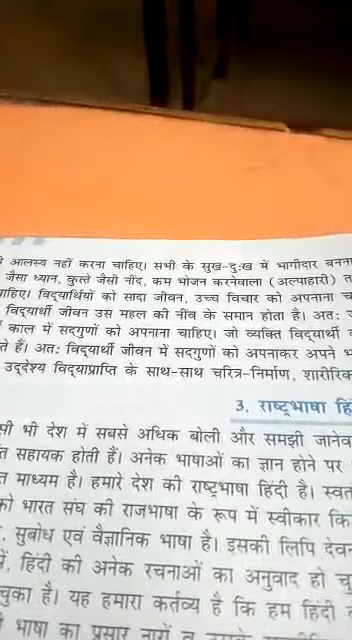 आलस्य नहीं करना चाहिए। सभी के सुख-दुःख में भागीदार बनना
जैसा ध्यान, कुत्ते जैसी नींद, कम भोजन करनेवाला (अल्पाहारी)
चाहिए। विद्यार्थियों को सादा जीवन, उच्च विचार को अपनाना
विद्यार्थी जीवन उस महल की नींव के समान होता है। अतः
काल में सद्गुणों को अपनाना चाहिए। जो व्यक्ति विद्यार्थी
हैं। अतः विद्यार्थी जीवन में सद्गुणों को अपनाकर अपने
उद्देश्य विद्याप्राप्ति के साथ-साथ चरित्र-निर्माण, शारीरिक
3. राष्ट्रभाषा
भी देश में सबसे अधिक बोली और समझी
सहायक होती हैं। अनेक भाषाओं का ज्ञान होने पर
माध्यम है। हमारे देश की राष्ट्रभाषा हिंदी है।
को भारत संघ की राजभाषा के रूप में स्वीकार
सुबोध एवं वैज्ञानिक भाषा है। इसकी लिपि
हिंदी की अनेक रचनाओं का अनुवाद हो
चुका है। यह हमारा कर्तव्य है कि हम हिंदी
भाषा का प्रसार